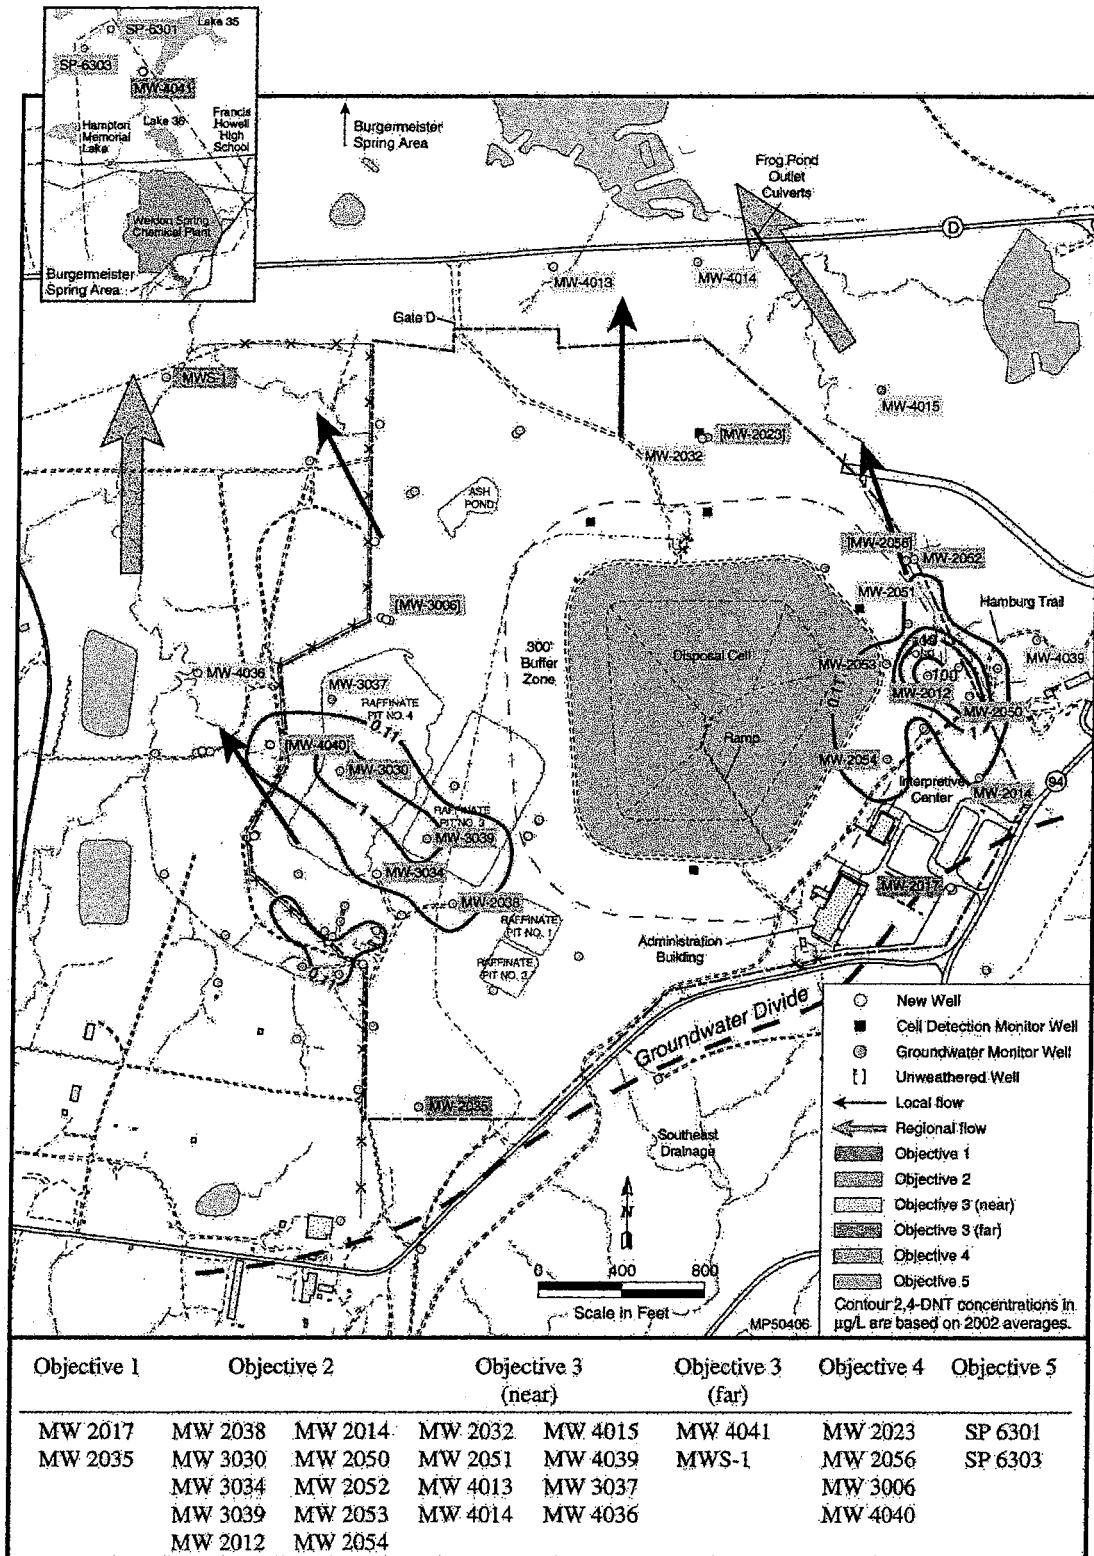 Lake 35
SP-6301
SP-6303
MW-4041
Hampton
Memorial
Lake
Lake 36
Francis
Howell
High
School
Weldon Spring
Chemical Plant
Burgermeister
Spring Area
Burgermeister
Spring Area
Frog Pond
Outlet
Culverts
D
MW-4013
MW-4014
Gate D
MWS-1
MW-4015
[MW-2023]
MW-2032
ASH
POND
[MW-2056]
MW-2052
MW-2051
Hamburg Trail
[MW-3006]
300'
Buffer
Zone
Disposal Cell
MW-2053
10
100
MW-4039
MW-4036
MW-3037
RAFFINATE
PIT NO. 4
0.11
0.11
MW-2012
MW-2050
1
[MW-4040]
MW-3030
Ramp
MW-2054
Interpretive
Center
MW-2014
94
1
RAFFINATE
PIT NO. 3
MW-3039
MW-3034
MW-2038
MW-2017
RAFFINATE
PIT NO. 1
RAFFINATE
PIT NO. 2
Administration
Building
Groundwater Divide
MW-2035
Southeast
Drainage
N
0 400 800
Scale in Feet
MP50406
New Well
Cell Detection Monitor Well
Groundwater Monitor Well
[ ] Unweathered Well
Local flow
Regional flow
Objective 1
Objective 2
Objective 3 (near)
Objective 3 (far)
Objective 4
Objective 5
Contour 2,4-DNT concentrations in
µg/L are based on 2002 averages.
Objective 1 Objective 2 Objective 3 Objective 3 Objective 4 Objective 5
(near) (far)
MW 2017 MW 2038 MW 2014 MW 2032 MW 4015 MW 4041 MW 2023 SP 6301
MW 2035 MW 3030 MW 2050 MW 2051 MW 4039 MWS-1 MW 2056 SP 6303
MW 3034 MW 2052 MW 4013 MW 3037 MW 3006
MW 3039 MW 2053 MW 4014 MW 4036 MW 4040
MW 2012 MW 2054